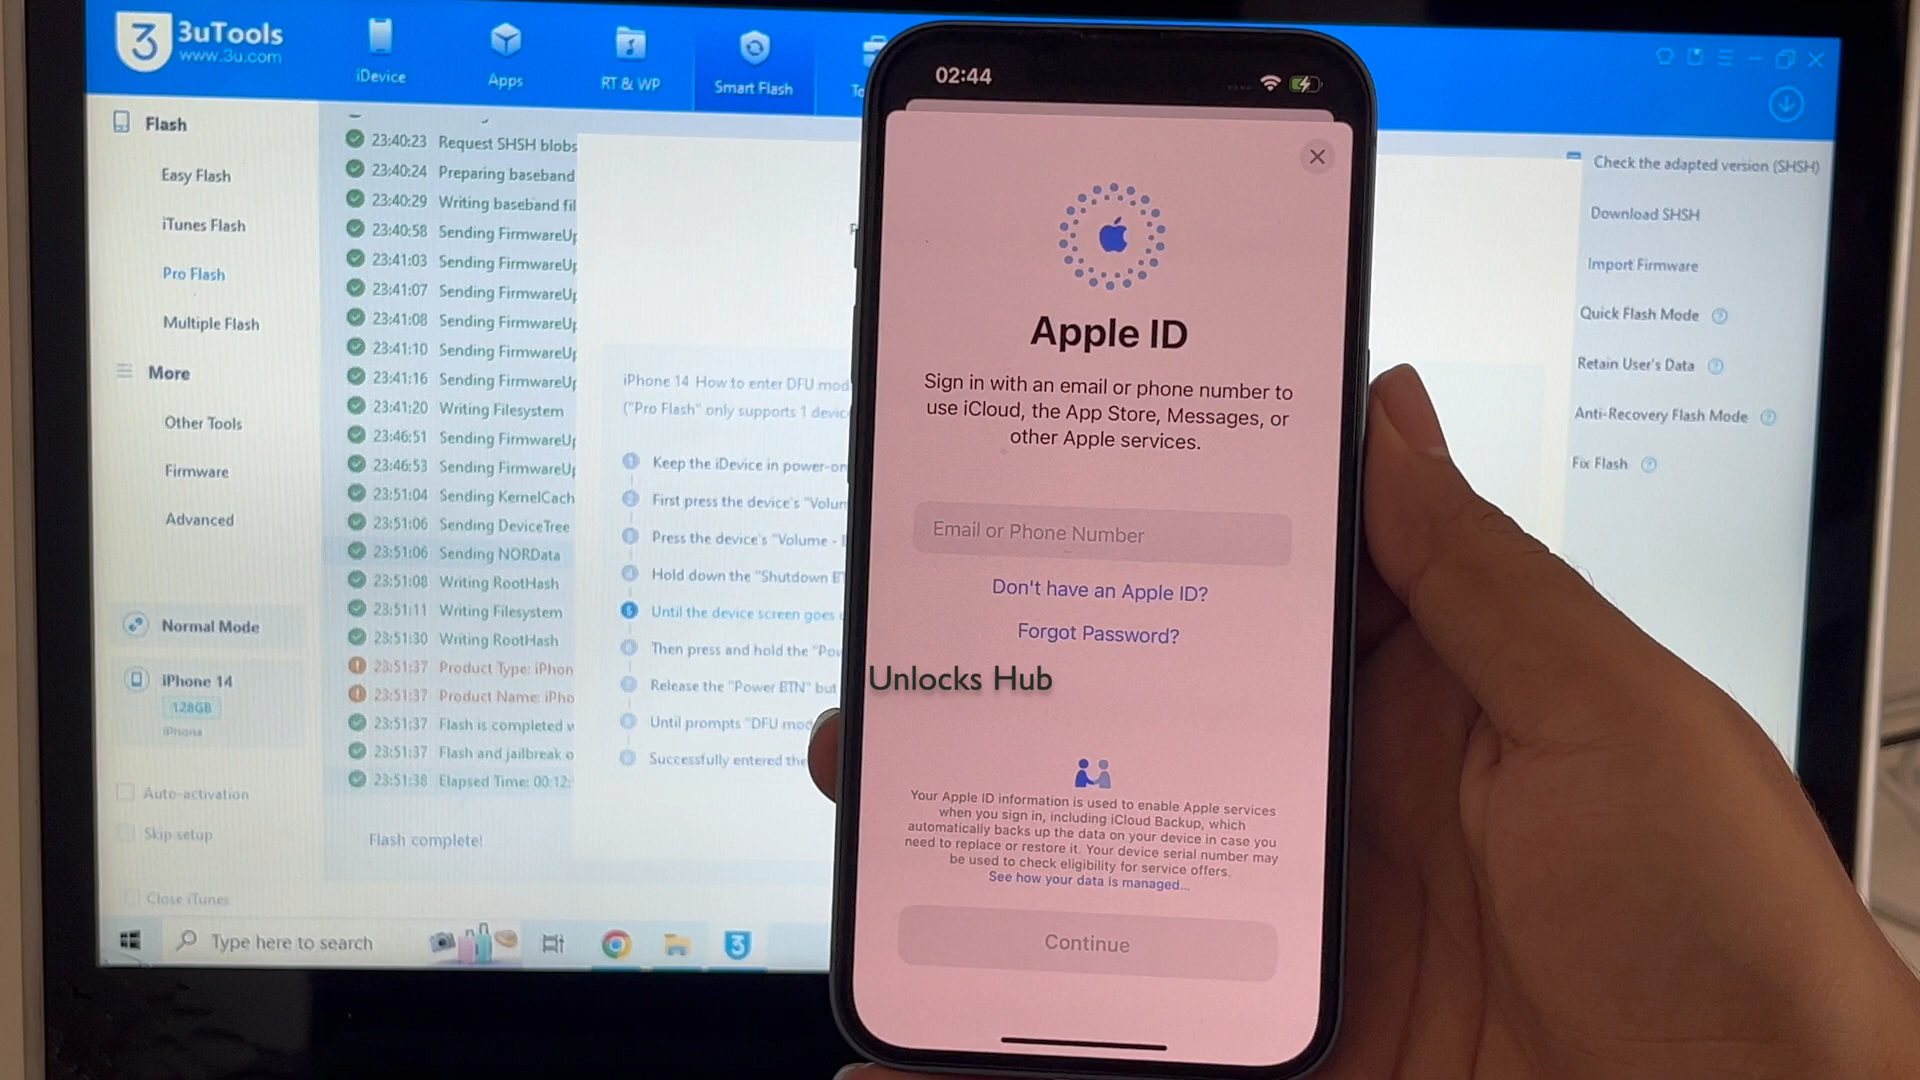 3uTools
www.3u.com
iDevice
Apps
RT & WP
Smart Flash
Flash
Easy Flash
iTunes Flash
Pro Flash
Multiple Flash
More
Other Tools
Firmware
Advanced
Normal Mode
iPhone 14
128GB
iPhona
Auto-activation
Skip setup
Close iTunes
23:40:23 Request SHSH blobs
23:40:24 Preparing baseband
23:40:29 Writing baseband fil
23:40:58 Sending FirmwareUp
23:41:03 Sending FirmwareUp
23:41:07 Sending FirmwareUp
23:41:08 Sending FirmwareUp
23:41:10 Sending FirmwareUp
23:41:16 Sending FirmwareUp
23:41:20 Writing Filesystem
23:46:51 Sending FirmwareUp
23:46:53 Sending FirmwareUp
23:51:04 Sending KernelCach
23:51:06 Sending DeviceTree
23:51:06 Sending NORData
23:51:08 Writing RootHash
23:51:11 Writing Filesystem
23:51:30 Writing RootHash
23:51:37 Product Type: iPhon
23:51:37 Product Name: iPho
23:51:37 Flash is completed w
23:51:37 Flash and jailbreak o
23:51:38 Elapsed Time: 00:12:
Flash complete!
iPhone 14 How to enter DFU mod
("Pro Flash" only supports 1 devic
1 Keep the iDevice in power-on
2 First press the device's "Volum
3 Press the device's "Volume -
4 Hold down the "Shutdown B
5 Until the device screen goes
6 Then press and hold the "Pow
7 Release the "Power BTN" but
8 Until prompts "DFU mod
9 Successfully entered the
Check the adapted version (SHSH)
Download SHSH
Import Firmware
Quick Flash Mode ?
Retain User's Data ?
Anti-Recovery Flash Mode ?
Fix Flash ?
Type here to search
02:44
Apple ID
Sign in with an email or phone number to
use iCloud, the App Store, Messages, or
other Apple services.
Email or Phone Number
Don't have an Apple ID?
Forgot Password?
Unlocks Hub
Your Apple ID information is used to enable Apple services
when you sign in, including iCloud Backup, which
automatically backs up the data on your device in case you
need to replace or restore it. Your device serial number may
be used to check eligibility for service offers.
See how your data is managed...
Continue